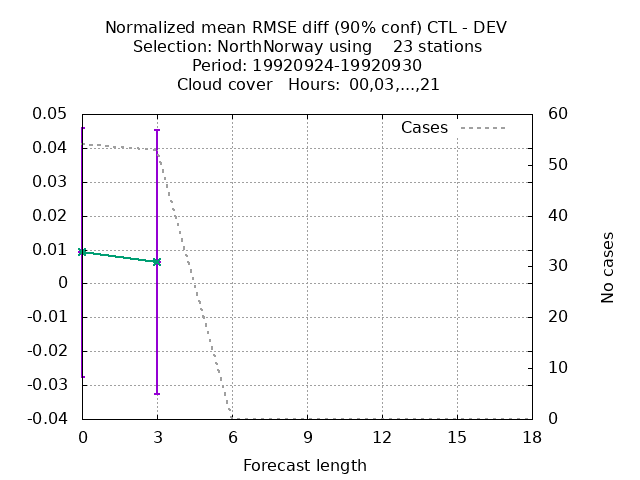 Normalized mean RMSE diff (90% conf) CTL - DEV
Selection: NorthNorway using    23 stations
Period: 19920924-19920930
Cloud cover   Hours: 00,03,...,21
Cases
0.05
0.04
0.03
0.02
0.01
0
-0.01
-0.02
-0.03
-0.04
60
50
40
30
20
10
0
No cases
0 3 6 9 12 15 18
Forecast length